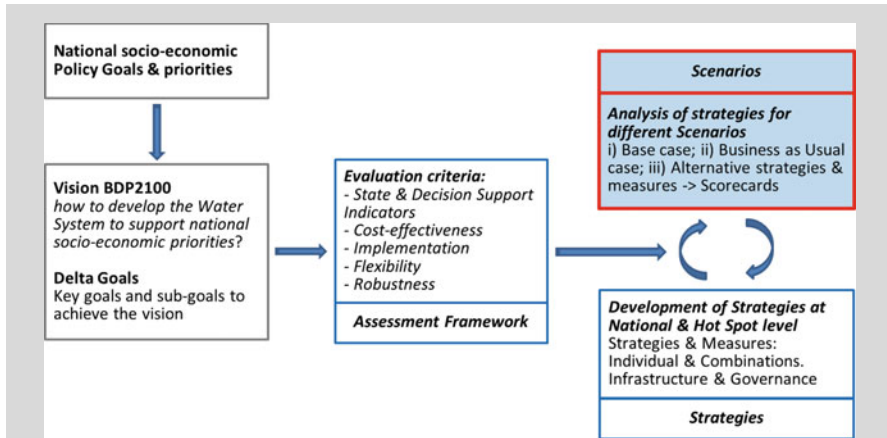 National socio-economic
Policy Goals & priorities
Vision BDP2100
how to develop the Water
System to support national
socio-economic priorities?
Delta Goals
Key goals and sub-goals to
achieve the vision
Evaluation criteria:
- State & Decision Support
Indicators
- Cost-effectiveness
- Implementation
- Flexibility
- Robustness
Assessment Framework
Scenarios
Analysis of strategies for
different Scenarios
i) Base case; ii) Business as Usual
case; iii) Alternative strategies &
measures -> Scorecards
Development of Strategies at
National & Hot Spot level
Strategies & Measures:
Individual & Combinations.
Infrastructure & Governance
Strategies